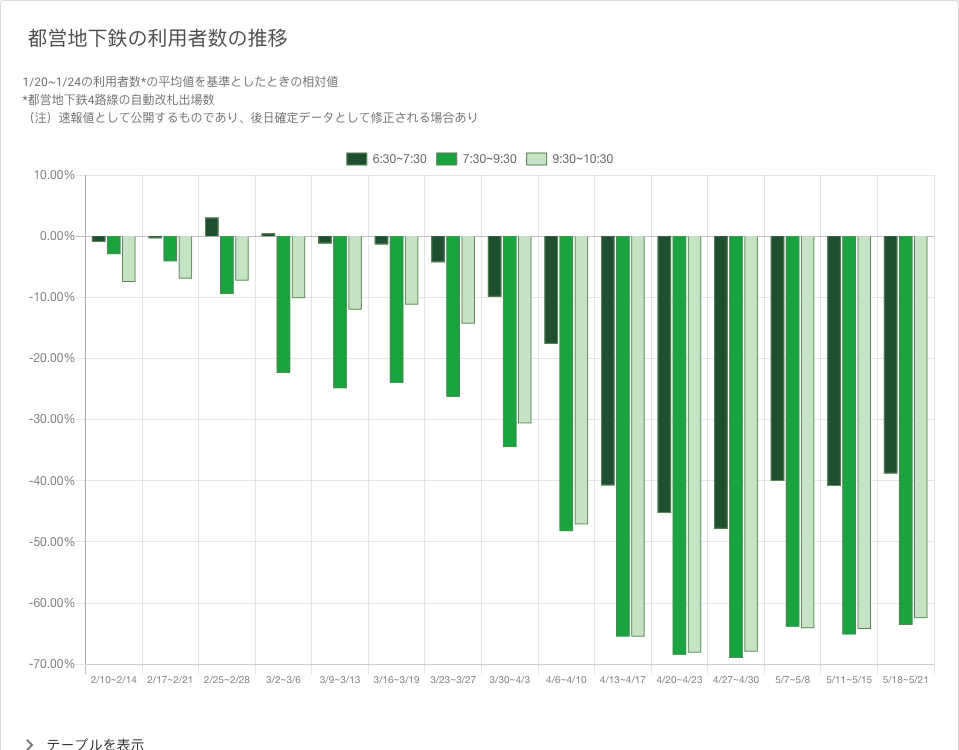 都営地下鉄の利用者数の推移
1/20~1/24の利用者数*の平均値を基準としたときの相対値
*都営地下鉄4路線の自動改札出場数
（注）速報値として公開するものであり、後日確定データとして修正される場合あり
6:30~7:30 7:30~9:30 9:30~10:30
10.00%
0.00%
-10.00%
-20.00%
-30.00%
-40.00%
-50.00%
-60.00%
-70.00%
2/10~2/14 2/17~2/21 2/25~2/28 3/2~3/6 3/9~3/13 3/16~3/19 3/23~3/27 3/30~4/3 4/6~4/10 4/13~4/17 4/20~4/23 4/27~4/30 5/7~5/8 5/11~5/15 5/18~5/21
テーブルを表示